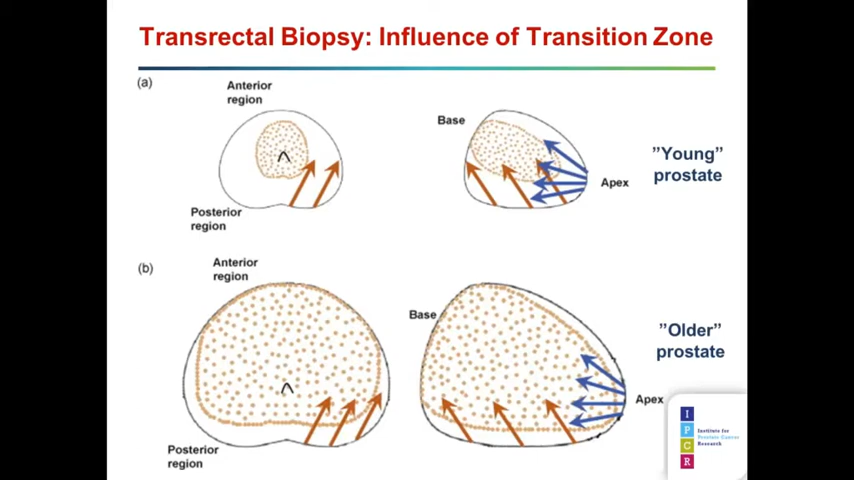 Transrectal Biopsy: Influence of Transition Zone
(a)
Anterior
region
Base
”Young”
prostate
Apex
Posterior
region
(b)
Anterior
region
Base
”Older”
prostate
Apex
Posterior
region
I
P
C
R
Institute for
Prostate Cancer
Research